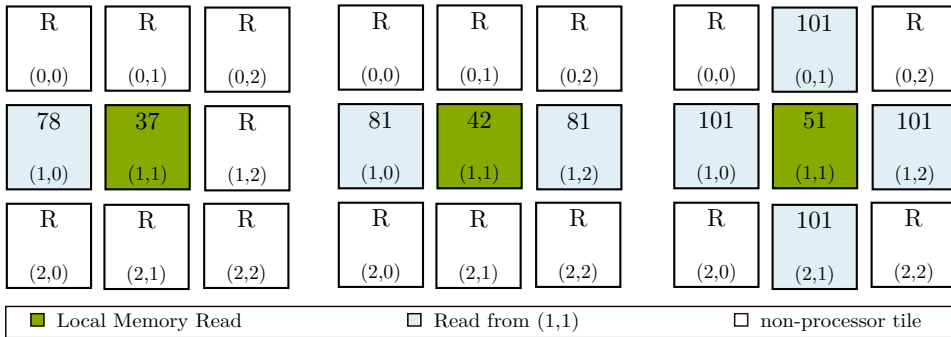 R R R R R R R 101 R
(0,0) (0,1) (0,2) (0,0) (0,1) (0,2) (0,0) (0,1) (0,2)
78 37 R 81 42 81 101 51 101
(1,0) (1,1) (1,2) (1,0) (1,1) (1,2) (1,0) (1,1) (1,2)
R R R R R R R 101 R
(2,0) (2,1) (2,2) (2,0) (2,1) (2,2) (2,0) (2,1) (2,2)
Local Memory Read Read from (1,1) non-processor tile